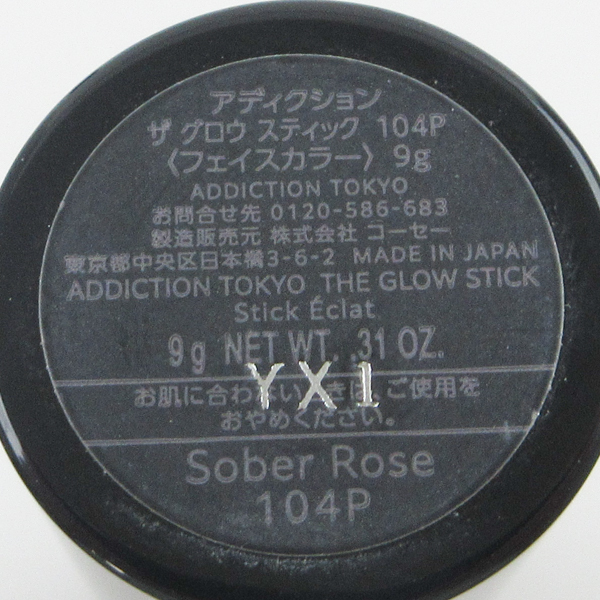 アディクション
ザ グロウ スティック 104P
〈フェイスカラー〉 9g
ADDICTION TOKYO
お問合せ先 0120-586-683
製造販売元 株式会社 コーセー
東京都中央区日本橋3-6-2 MADE IN JAPAN
ADDICTION TOKYO THE GLOW STICK
Stick Éclat
9g NET WT. .31 OZ.
YX1
お肌に合わないときは、ご使用を
おやめください。
Sober Rose
104P